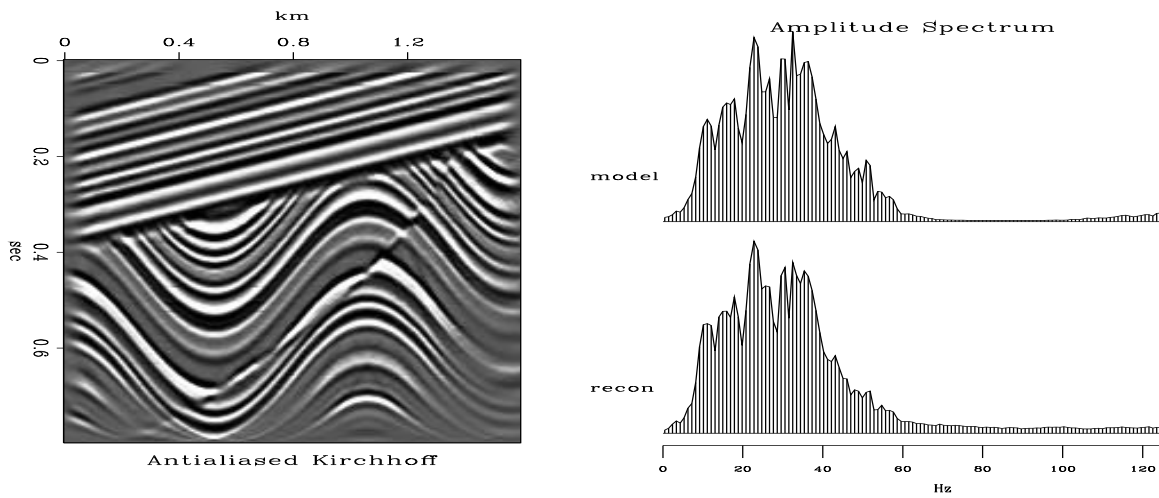 km
0 0.4 0.8 1.2
0
0.2
0.4
0.6
sec
Antialiased Kirchhoff
Amplitude Spectrum
model
recon
0 20 40 60 80 100 120
Hz